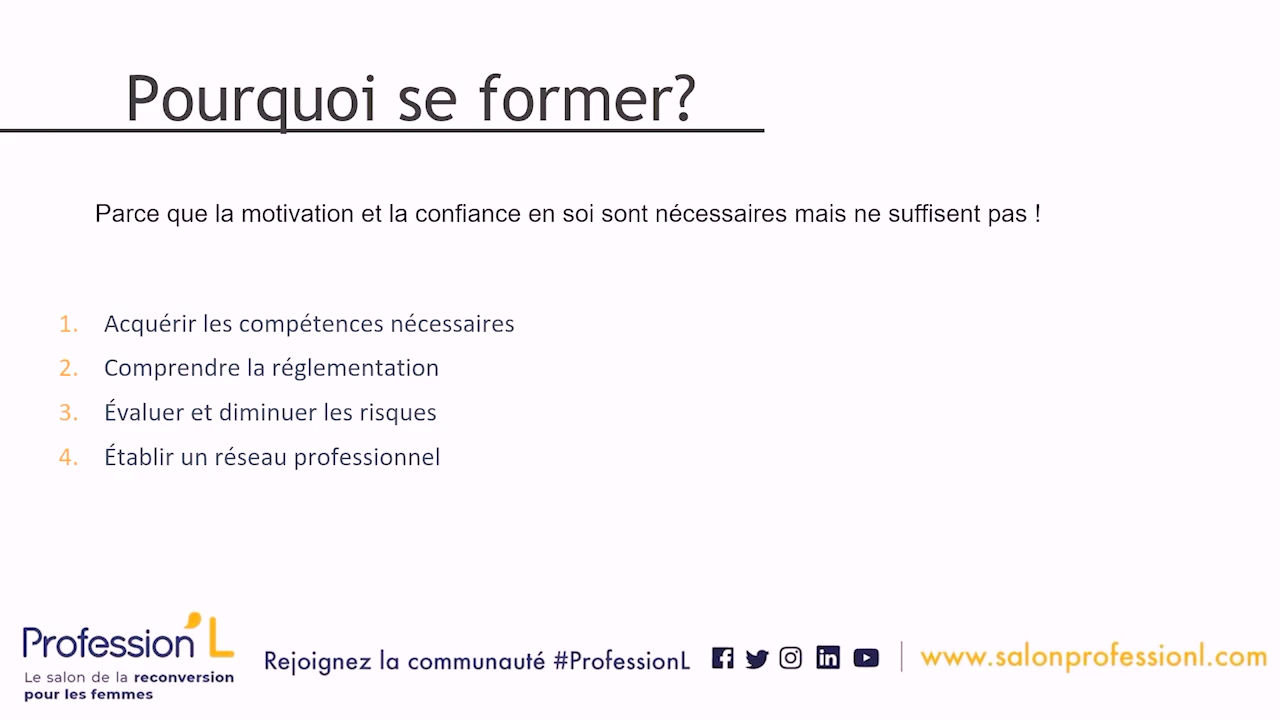 Pourquoi se former?
Parce que la motivation et la confiance en soi sont nécessaires mais ne suffisent pas !
1. Acquérir les compétences nécessaires
2. Comprendre la réglementation
3. Évaluer et diminuer les risques
4. Établir un réseau professionnel
Profession'L
Le salon de la reconversion
pour les femmes
Rejoignez la communauté #ProfessionL
www.salonprofessionl.com